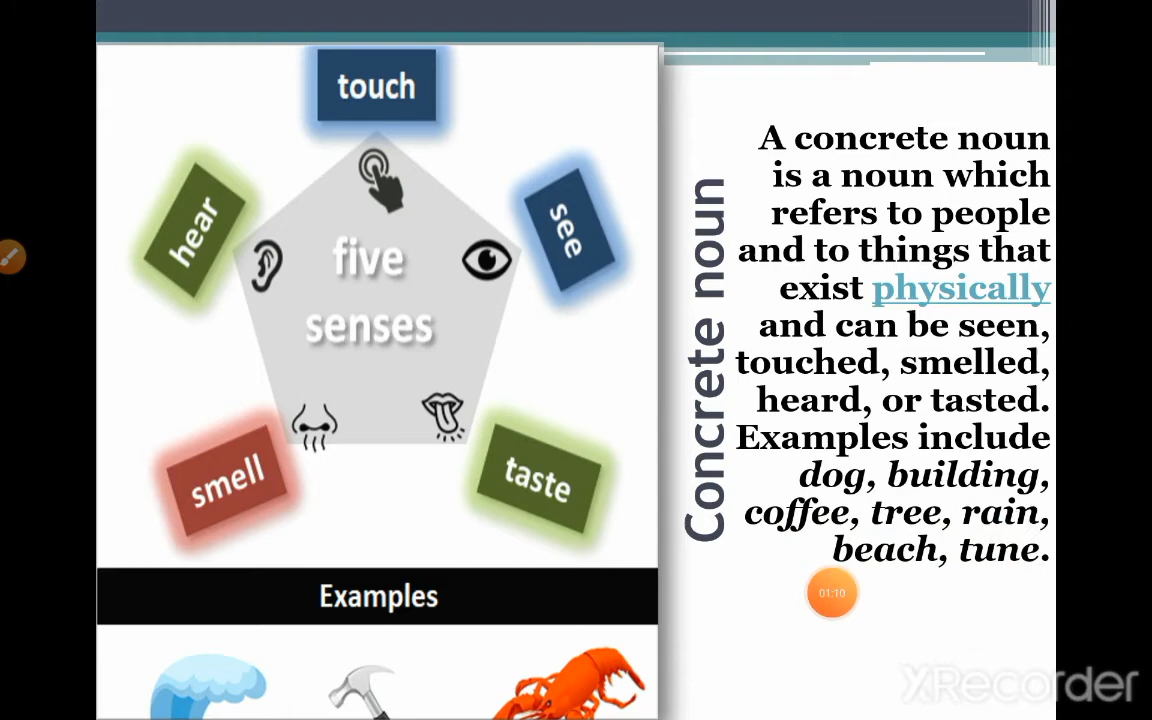 touch
hear
see
five
senses
smell
taste
Examples
Concrete noun
A concrete noun
is a noun which
refers to people
and to things that
exist physically
and can be seen,
touched, smelled,
heard, or tasted.
Examples include
dog, building,
coffee, tree, rain,
beach, tune.
01:10
XRecorder